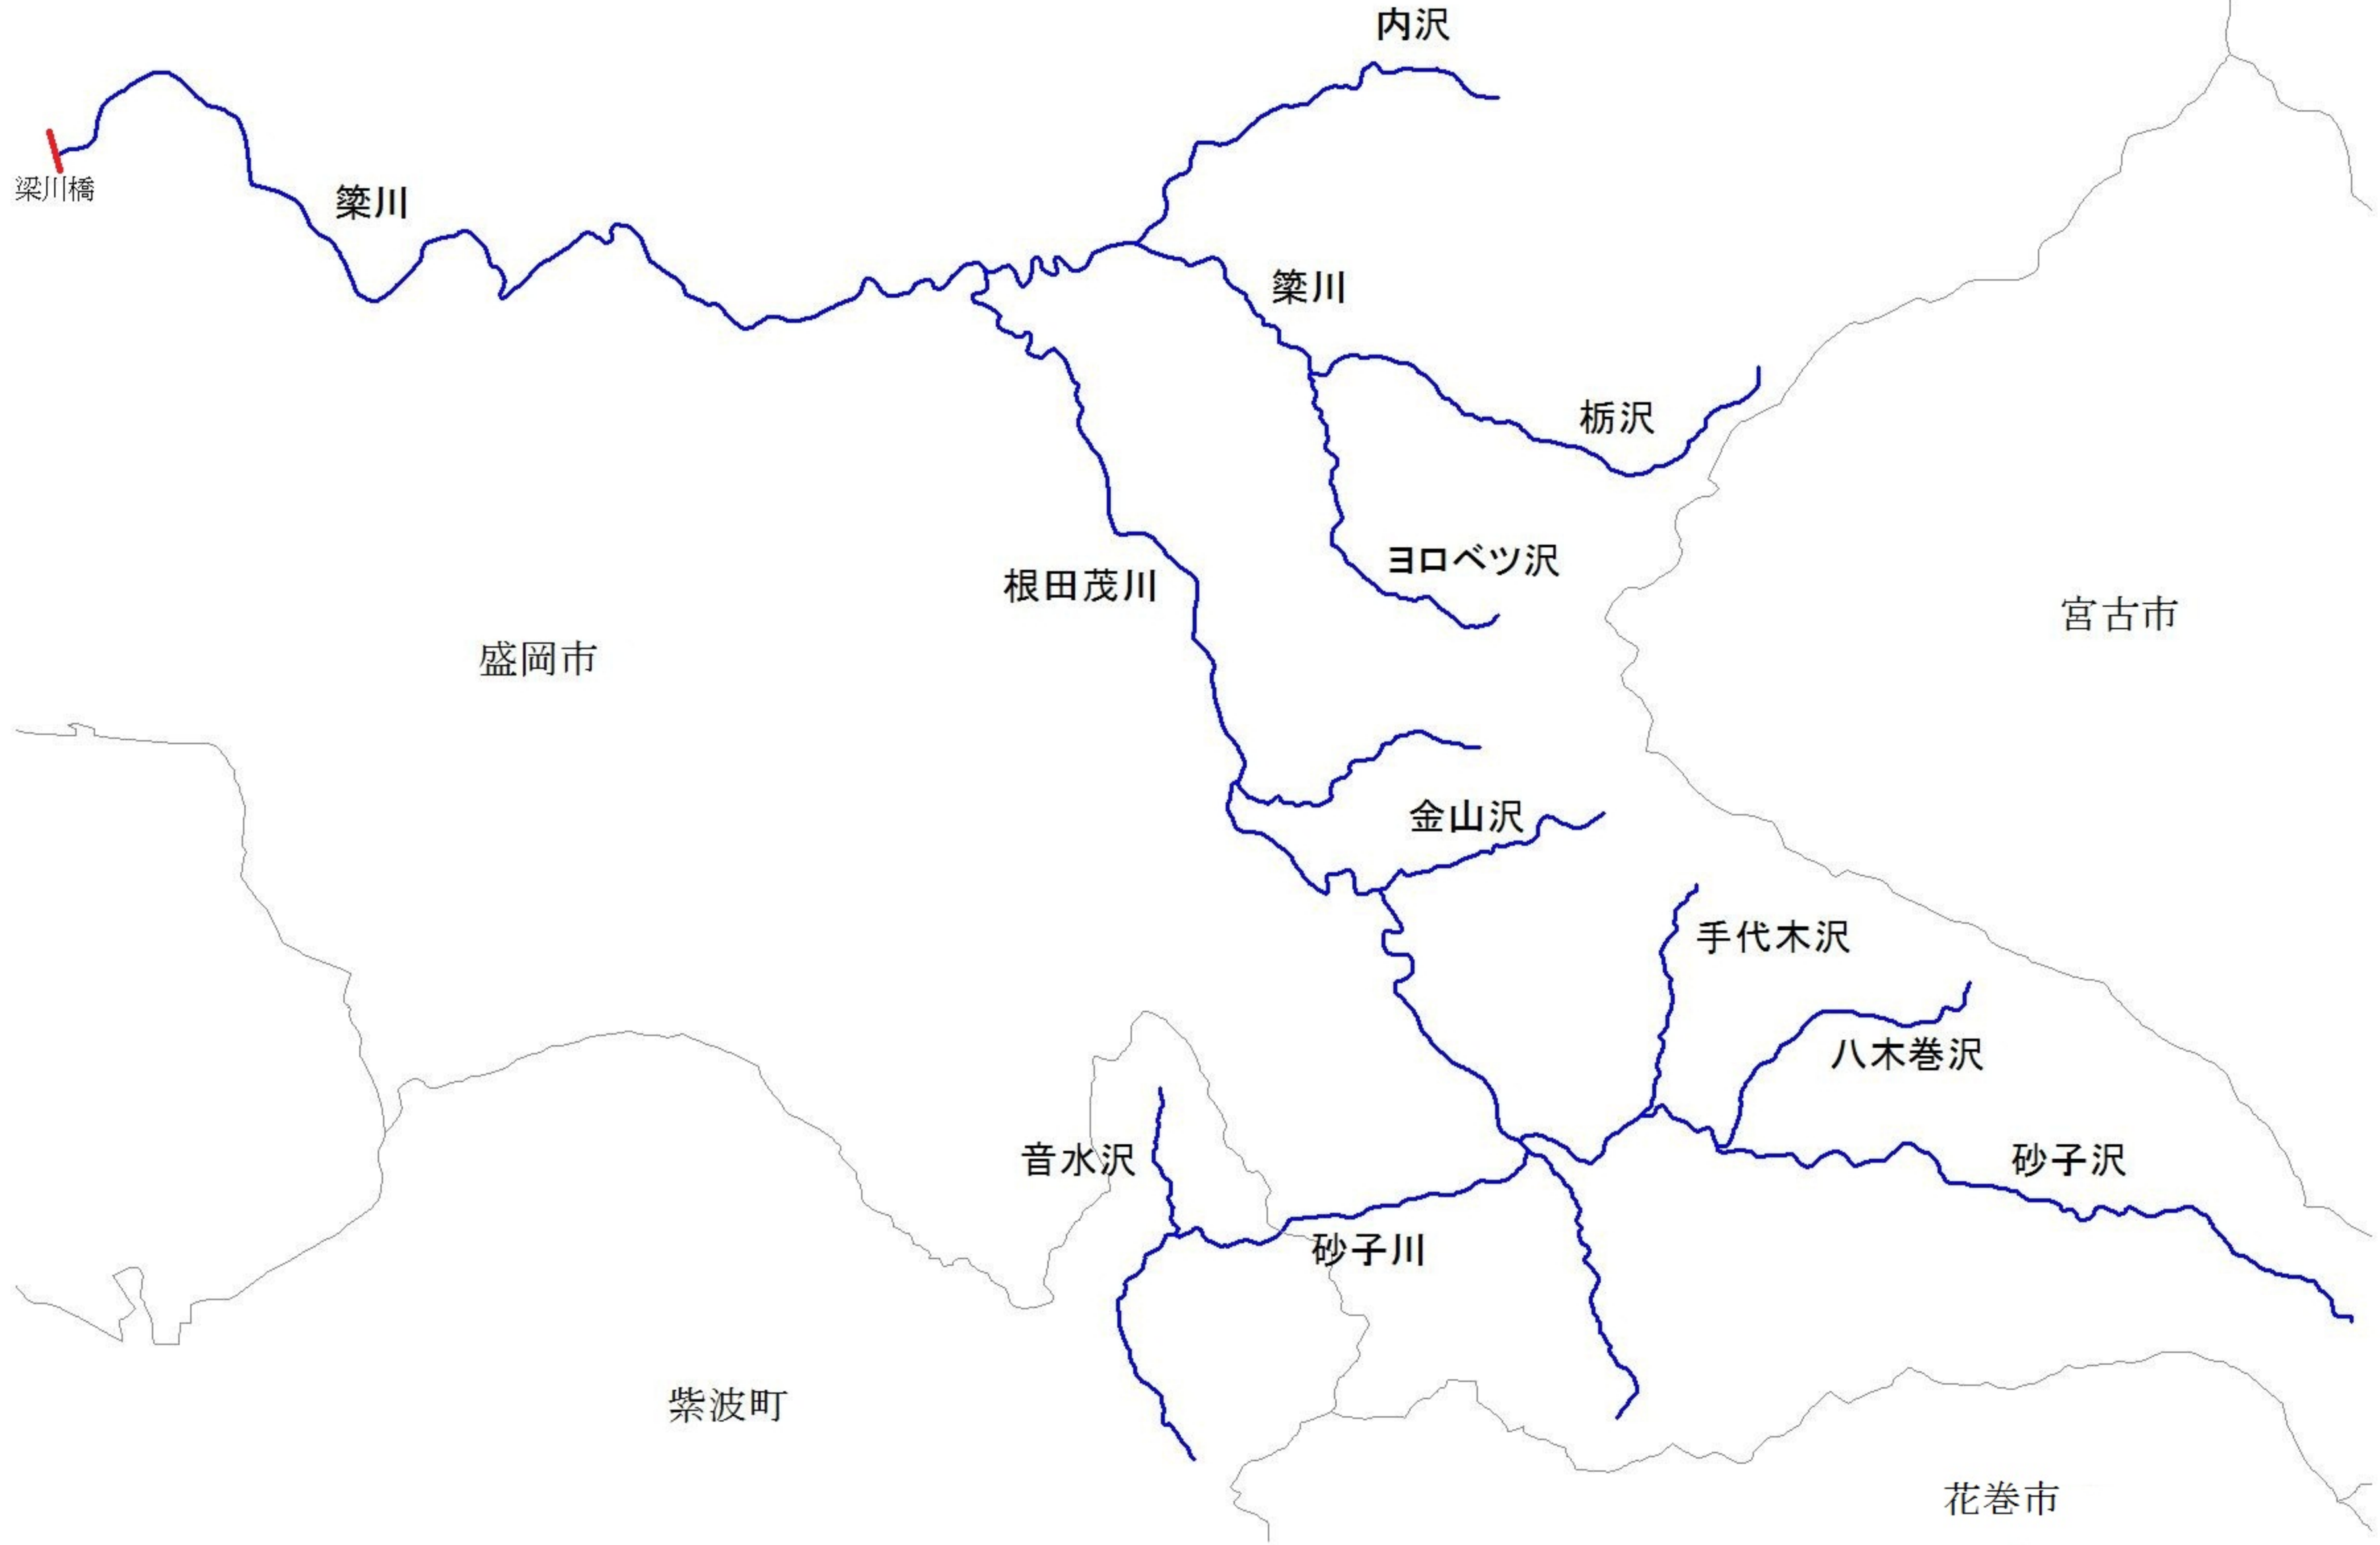 内沢
梁川橋
簗川
簗川
栃沢
ヨロベツ沢
根田茂川
宮古市
盛岡市
金山沢
手代木沢
八木巻沢
音水沢
砂子沢
砂子川
紫波町
花巻市